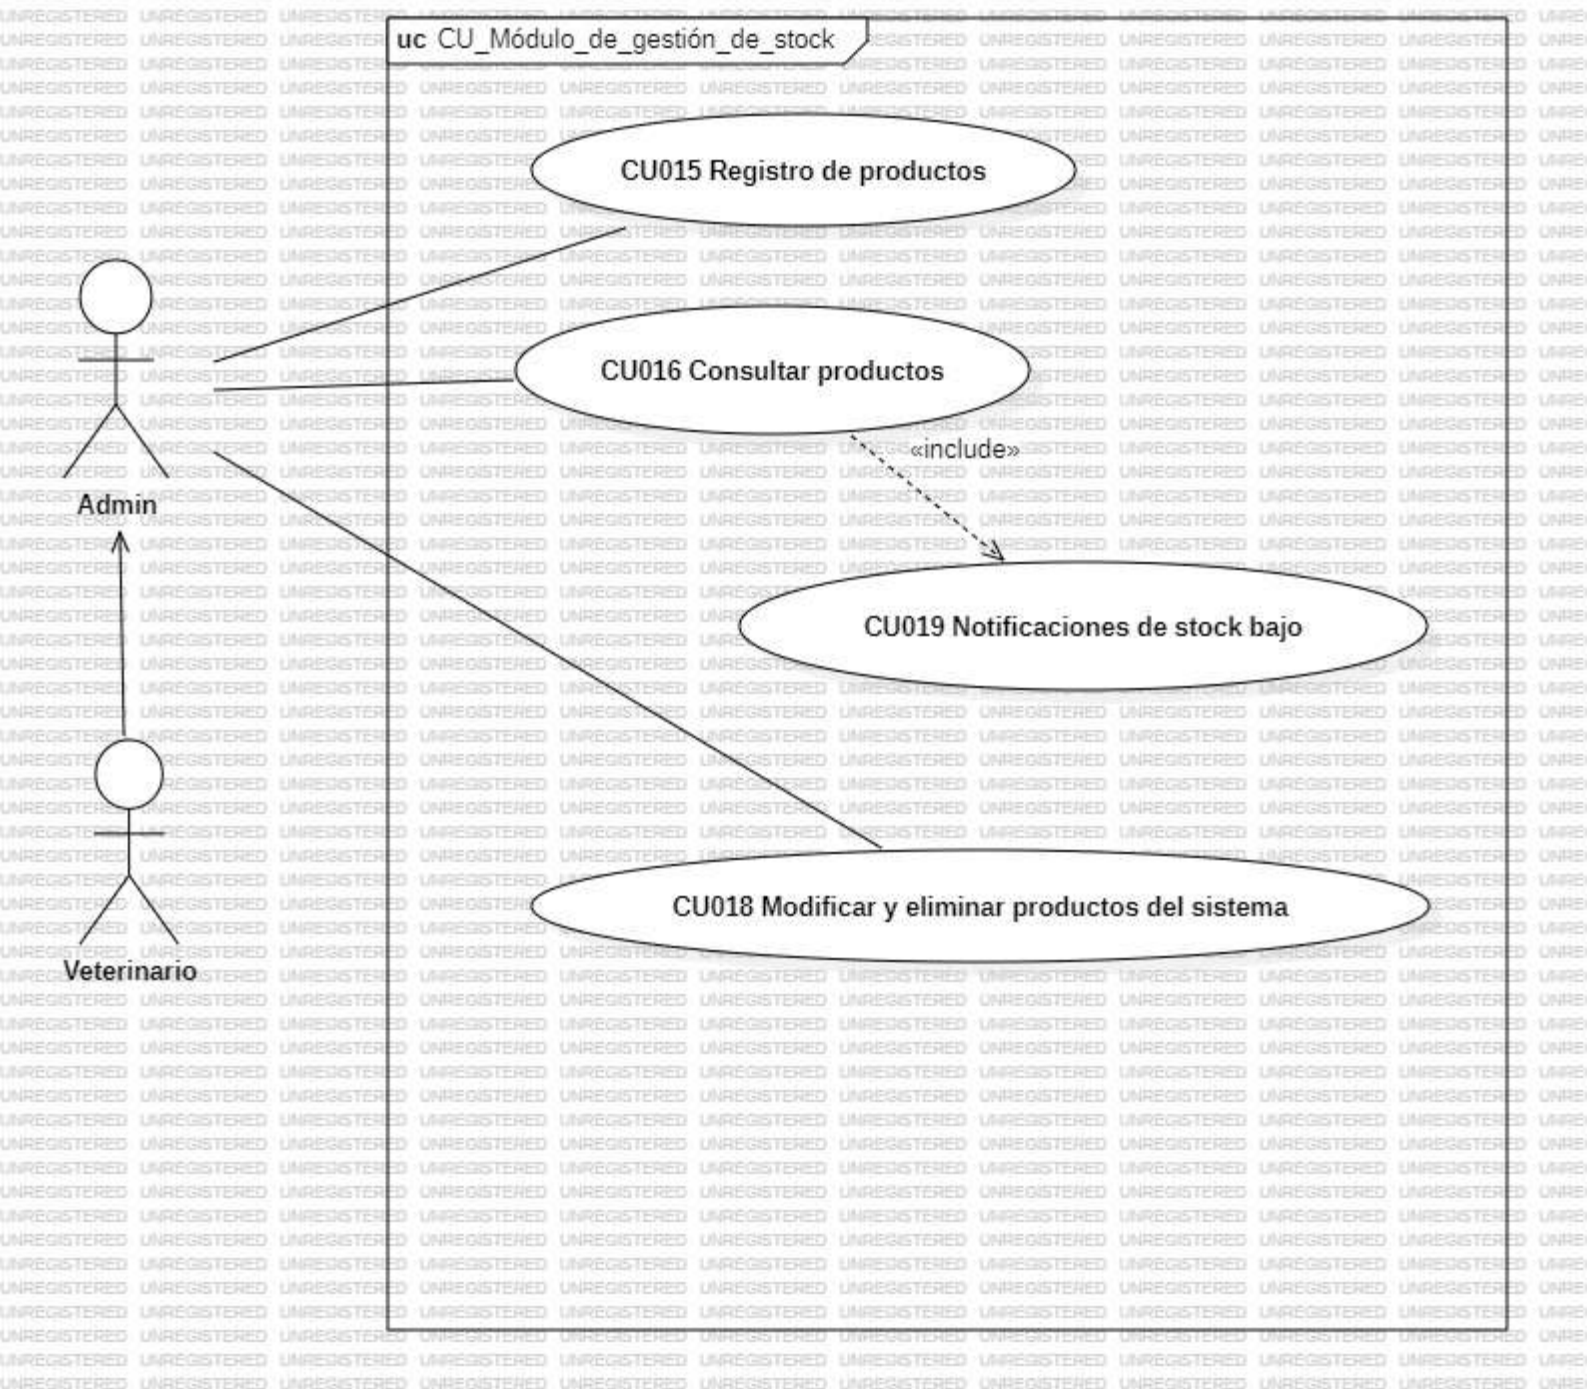 uc CU_Módulo_de_gestión_de_stock
CU015 Registro de productos
CU016 Consultar productos
«include»
Admin
CU019 Notificaciones de stock bajo
CU018 Modificar y eliminar productos del sistema
Veterinario
UNREGISTERED